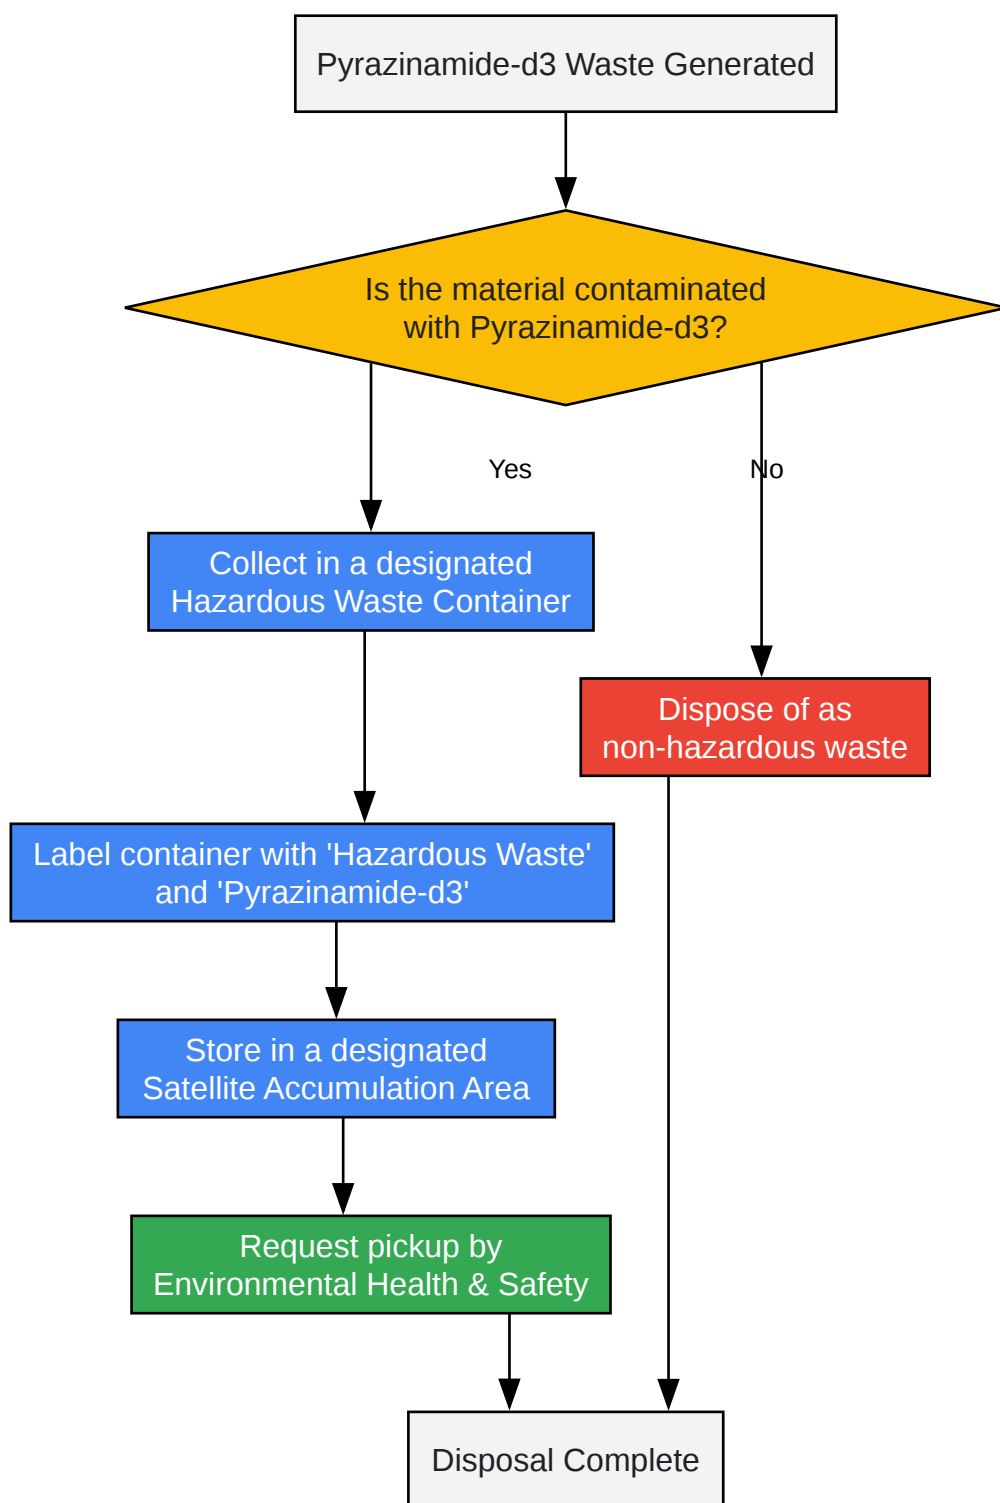 Pyrazinamide-d3 Waste Generated
Is the material contaminated
with Pyrazinamide-d3?
Yes
No
Collect in a designated
Hazardous Waste Container
Dispose of as
non-hazardous waste
Label container with 'Hazardous Waste'
and 'Pyrazinamide-d3'
Store in a designated
Satellite Accumulation Area
Request pickup by
Environmental Health & Safety
Disposal Complete